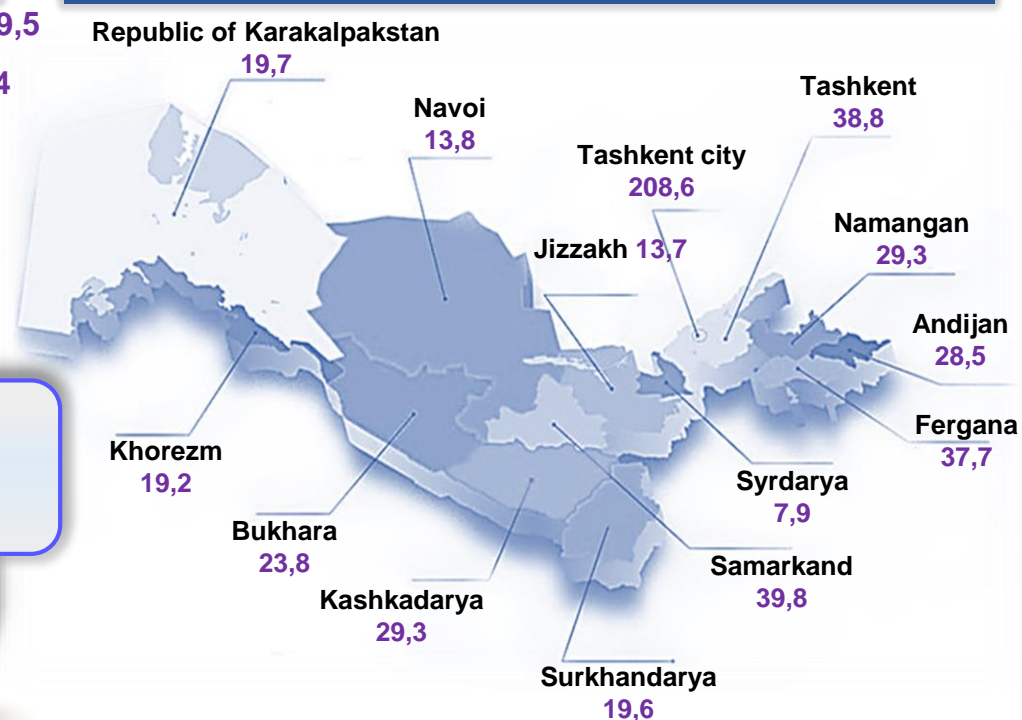 9,5
4
Republic of Karakalpakstan
19,7
Navoi
13,8
Tashkent
38,8
Tashkent city
208,6
Namangan
29,3
Jizzakh 13,7
Andijan
28,5
Fergana
37,7
Khorezm
19,2
Syrdarya
7,9
Bukhara
23,8
Samarkand
39,8
Kashkadarya
29,3
Surkhandarya
19,6